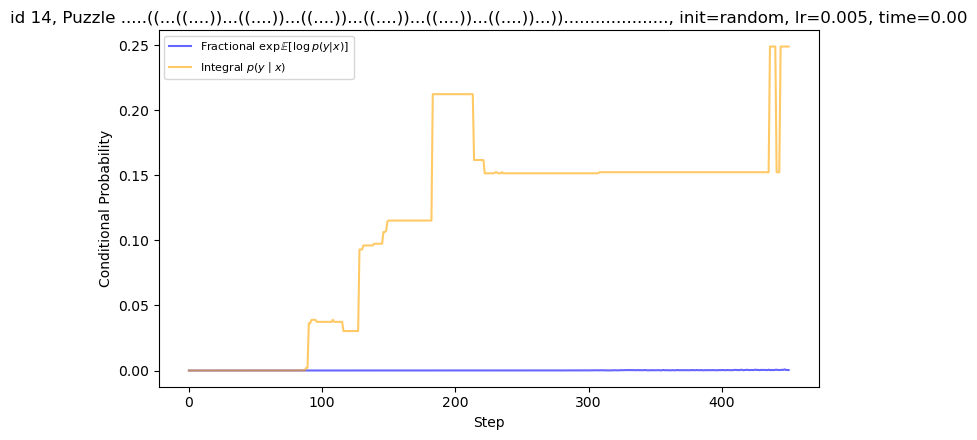 id 14, Puzzle .....((...((....))...((....))...((....))...((....))...((....))...((....))...))....................., init=random, lr=0.005, time=0.00
Fractional exp𝔼[log p(y|x)]
Integral p(y | x)
0.25
0.20
0.15
0.10
0.05
0.00
Conditional Probability
0
100
200
300
400
Step